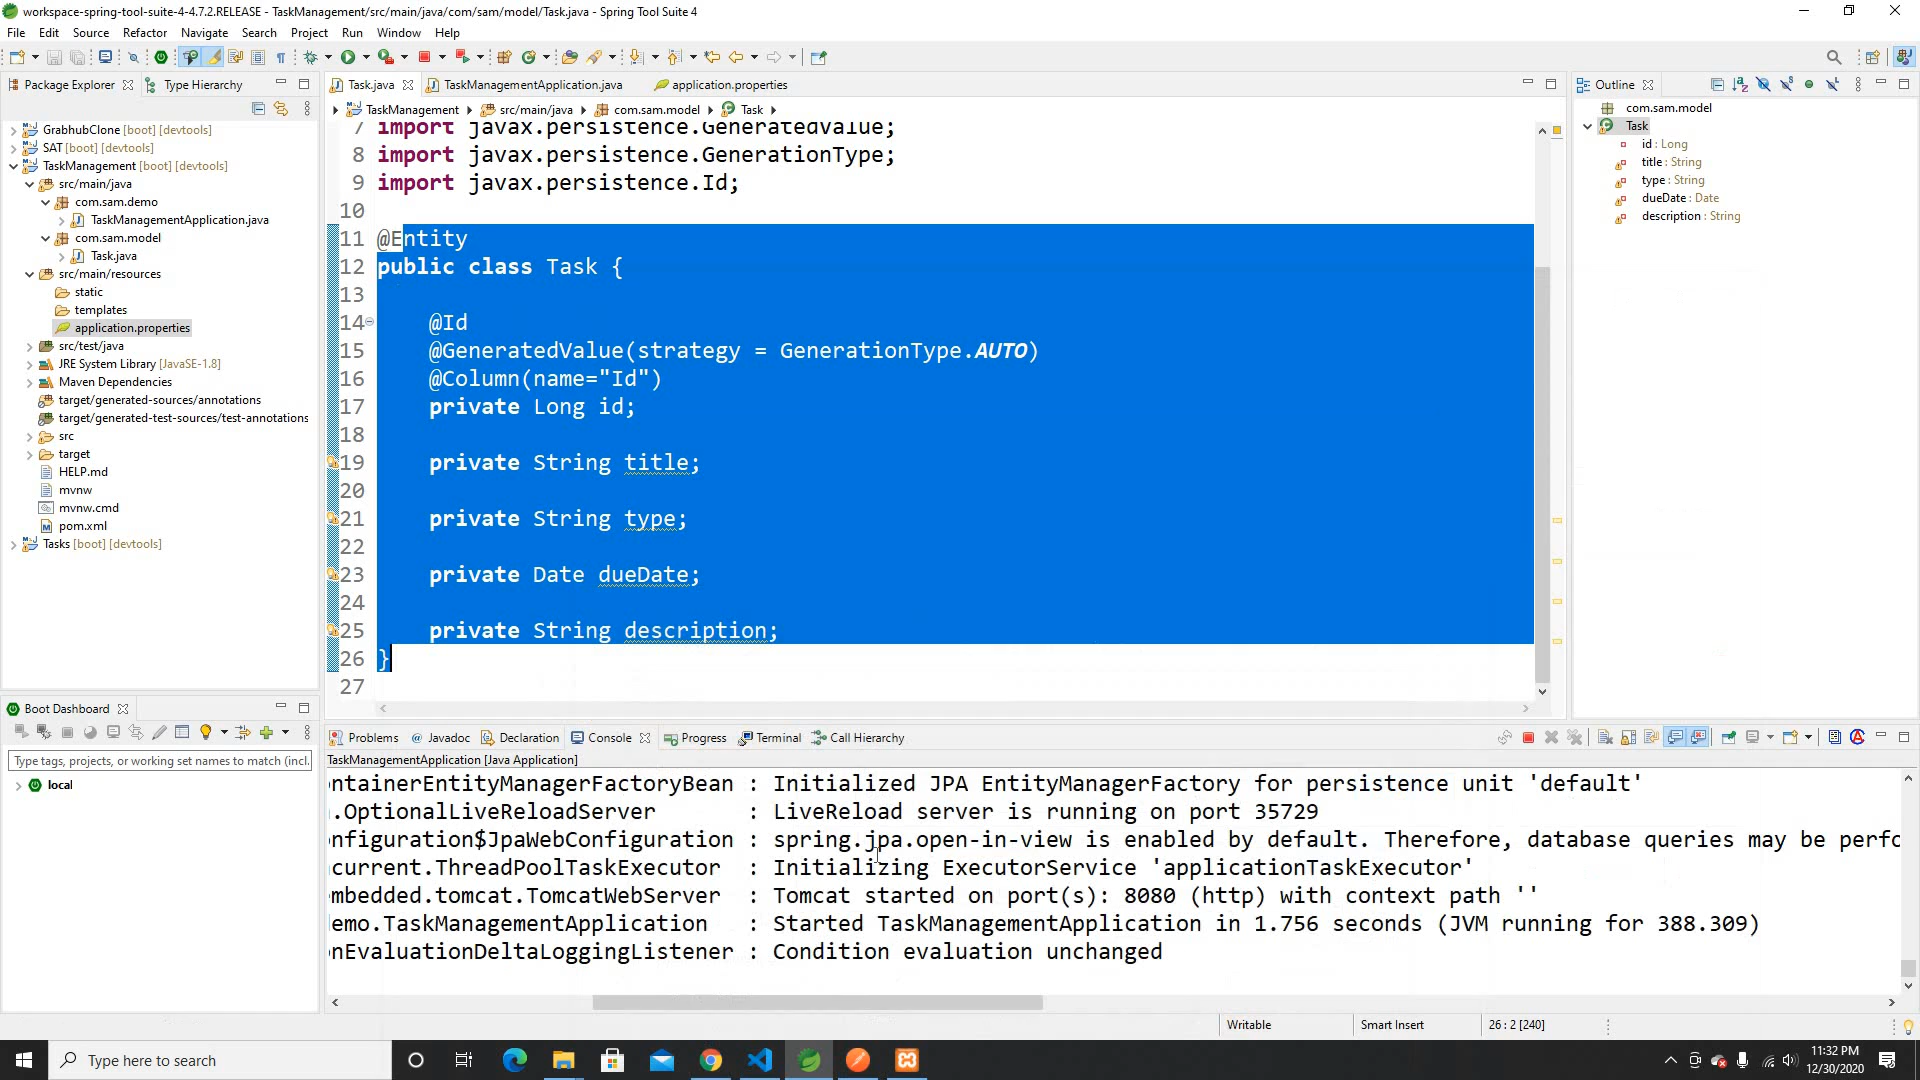 workspace-spring-tool-suite-4-4.7.2.RELEASE - TaskManagement/src/main/java/com/sam/model/Task.java - Spring Tool Suite 4
File Edit Source Refactor Navigate Search Project Run Window Help
Package Explorer Type Hierarchy
GrabhubClone [boot] [devtools]
SAT [boot] [devtools]
TaskManagement [boot] [devtools]
src/main/java
com.sam.demo
TaskManagementApplication.java
com.sam.model
Task.java
src/main/resources
static
templates
application.properties
src/test/java
JRE System Library [JavaSE-1.8]
Maven Dependencies
target/generated-sources/annotations
target/generated-test-sources/test-annotations
src
target
HELP.md
mvnw
mvnw.cmd
pom.xml
Tasks [boot] [devtools]
Task.java TaskManagementApplication.java application.properties
TaskManagement src/main/java com.sam.model Task
7 import javax.persistence.GeneratedValue;
8 import javax.persistence.GenerationType;
9 import javax.persistence.Id;
10
11 @Entity
12 public class Task {
13
14 @Id
15 @GeneratedValue(strategy = GenerationType.AUTO)
16 @Column(name="Id")
17 private Long id;
18
19 private String title;
20
21 private String type;
22
23 private Date dueDate;
24
25 private String description;
26 }
27
Outline
com.sam.model
Task
id : Long
title : String
type : String
dueDate : Date
description : String
Boot Dashboard
Type tags, projects, or working set names to match (incl.
local
Problems Javadoc Declaration Console Progress Terminal Call Hierarchy
TaskManagementApplication [Java Application]
ontainerEntityManagerFactoryBean : Initialized JPA EntityManagerFactory for persistence unit 'default'
.OptionalLiveReloadServer : LiveReload server is running on port 35729
onfiguration$JpaWebConfiguration : spring.jpa.open-in-view is enabled by default. Therefore, database queries may be perfo
current.ThreadPoolTaskExecutor : Initializing ExecutorService 'applicationTaskExecutor'
embedded.tomcat.TomcatWebServer : Tomcat started on port(s): 8080 (http) with context path ''
demo.TaskManagementApplication : Started TaskManagementApplication in 1.756 seconds (JVM running for 388.309)
onEvaluationDeltaLoggingListener : Condition evaluation unchanged
Writable Smart Insert 26 : 2 [240]
Type here to search
11:32 PM
12/30/2020